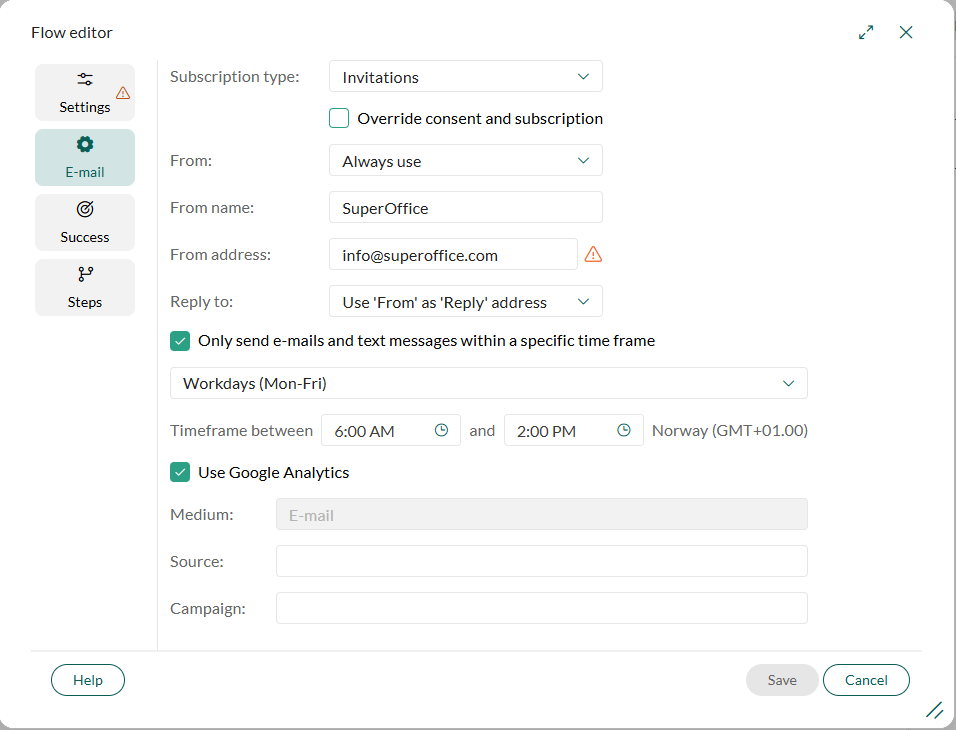 Flow editor
Settings
E-mail
Success
Steps
Subscription type: Invitations
Override consent and subscription
From: Always use
From name: SuperOffice
From address: info@superoffice.com
Reply to: Use 'From' as 'Reply' address
Only send e-mails and text messages within a specific time frame
Workdays (Mon-Fri)
Timeframe between 6:00 AM and 2:00 PM Norway (GMT+01.00)
Use Google Analytics
Medium: E-mail
Source:
Campaign:
Help Save Cancel